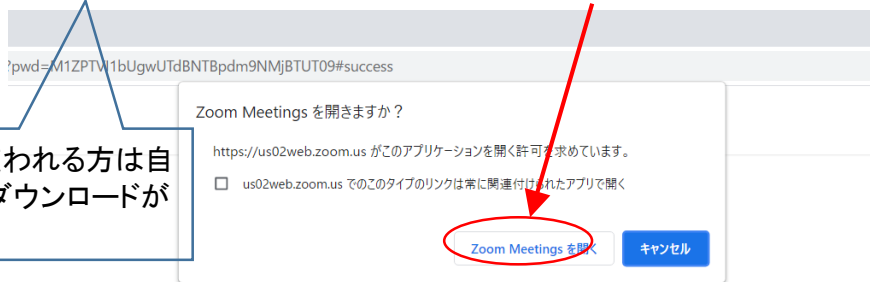 ?pwd=M1ZPTVI1bUgwUTdBNTBpdm9NMjBTUT09#success
Zoom Meetings を開きますか？
https://us02web.zoom.us がこのアプリケーションを開く許可を求めています。
us02web.zoom.us でのこのタイプのリンクは常に関連付けられたアプリで開く
われる方は自
ダウンロードが
Zoom Meetings を開く
キャンセル